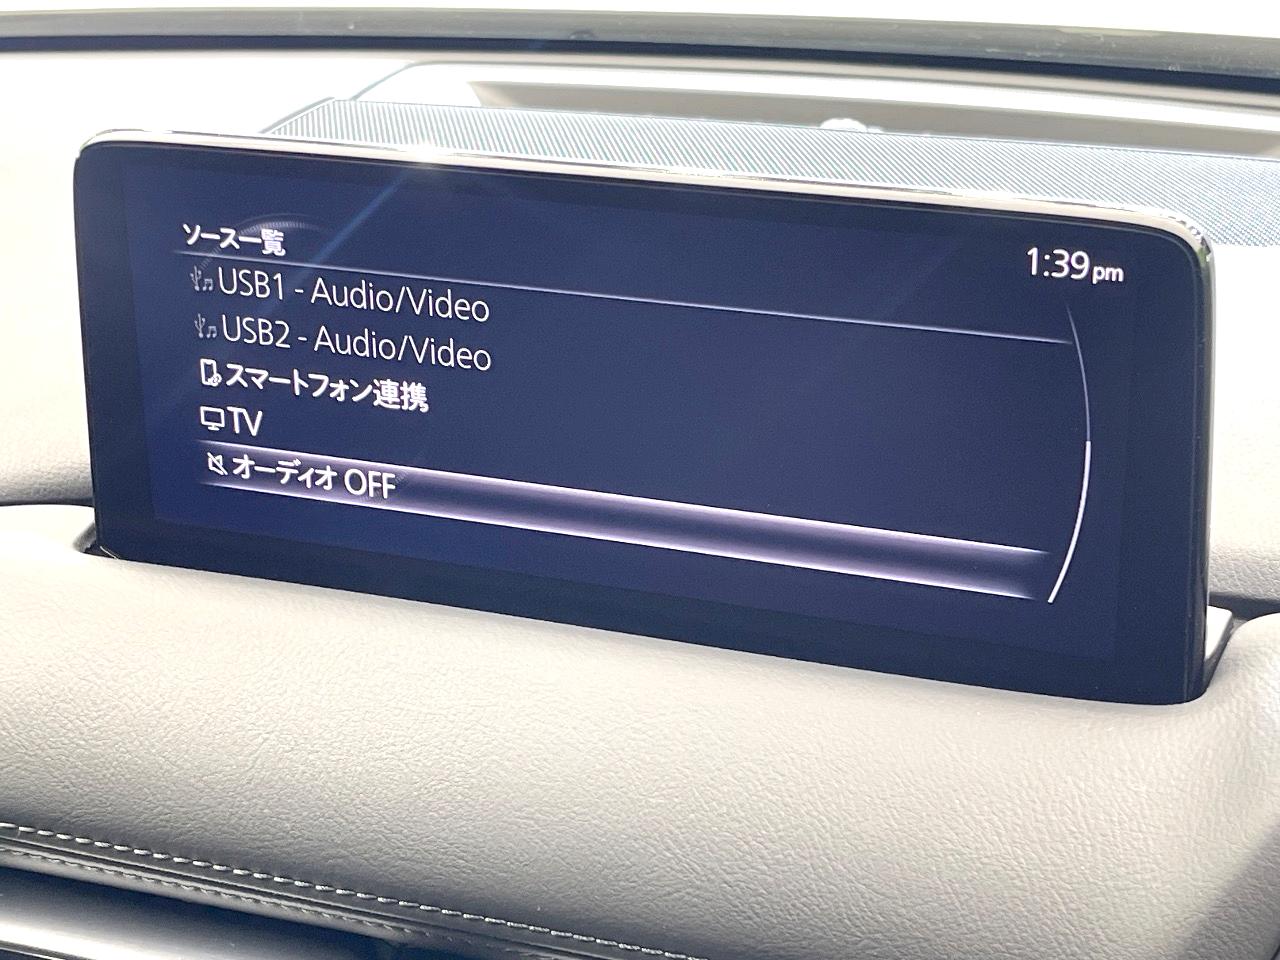 ソース一覧
1:39pm
USB1 - Audio/Video
USB2 - Audio/Video
スマートフォン連携
TV
オーディオ OFF